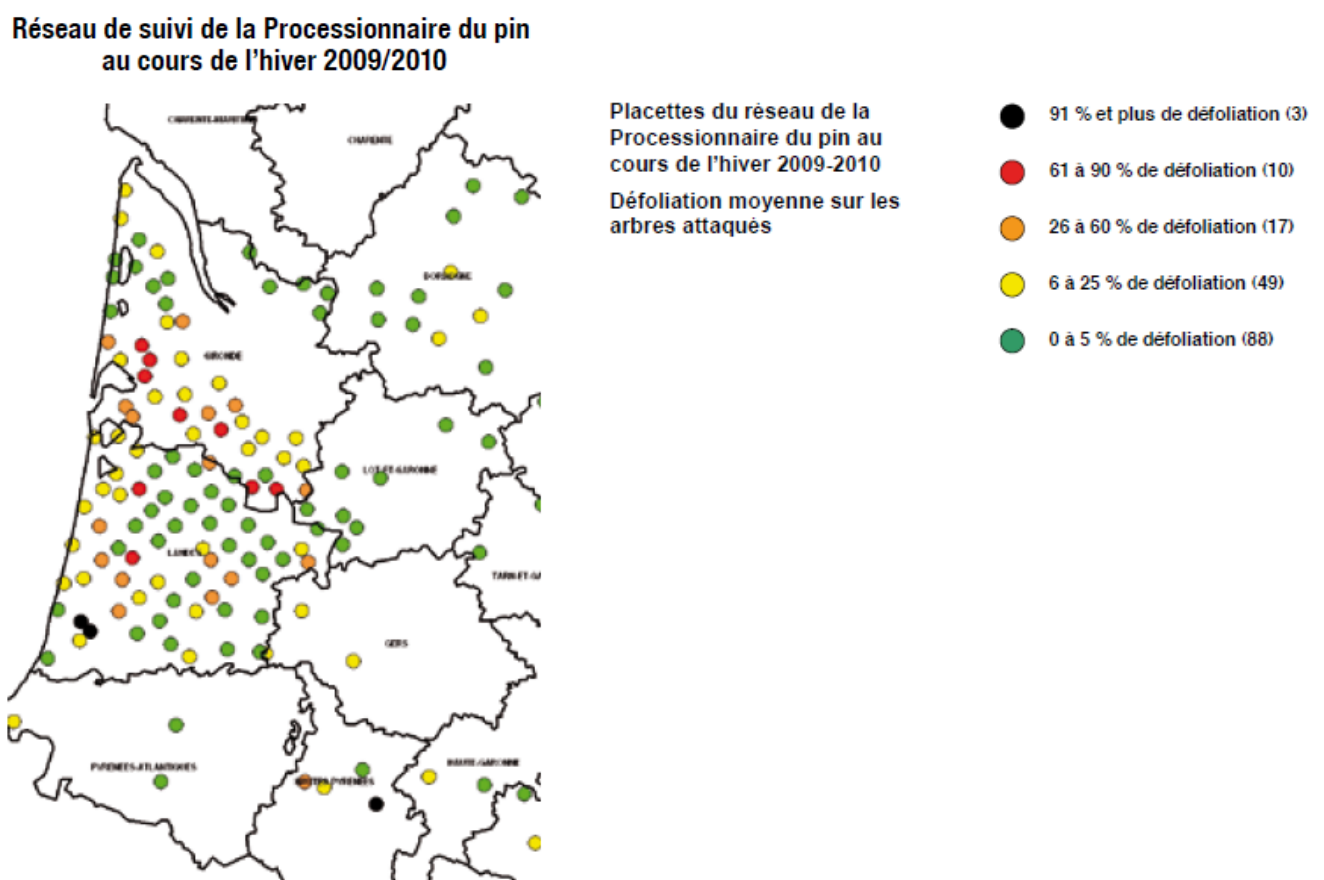 Réseau de suivi de la Processionnaire du pin
au cours de l'hiver 2009/2010
CHARENTE-MARITIME
CHARENTE
DORDOGNE
GIRONDE
LOT-ET-GARONNE
LANDES
TARN-ET-GA
GERS
PYRENEES-ATLANTIQUES
HAUTES-PYRENEES
HAUTE-GARONNE
Placettes du réseau de la
Processionnaire du pin au
cours de l'hiver 2009-2010
Défoliation moyenne sur les
arbres attaqués
91 % et plus de défoliation (3)
61 à 90 % de défoliation (10)
26 à 60 % de défoliation (17)
6 à 25 % de défoliation (49)
0 à 5 % de défoliation (88)